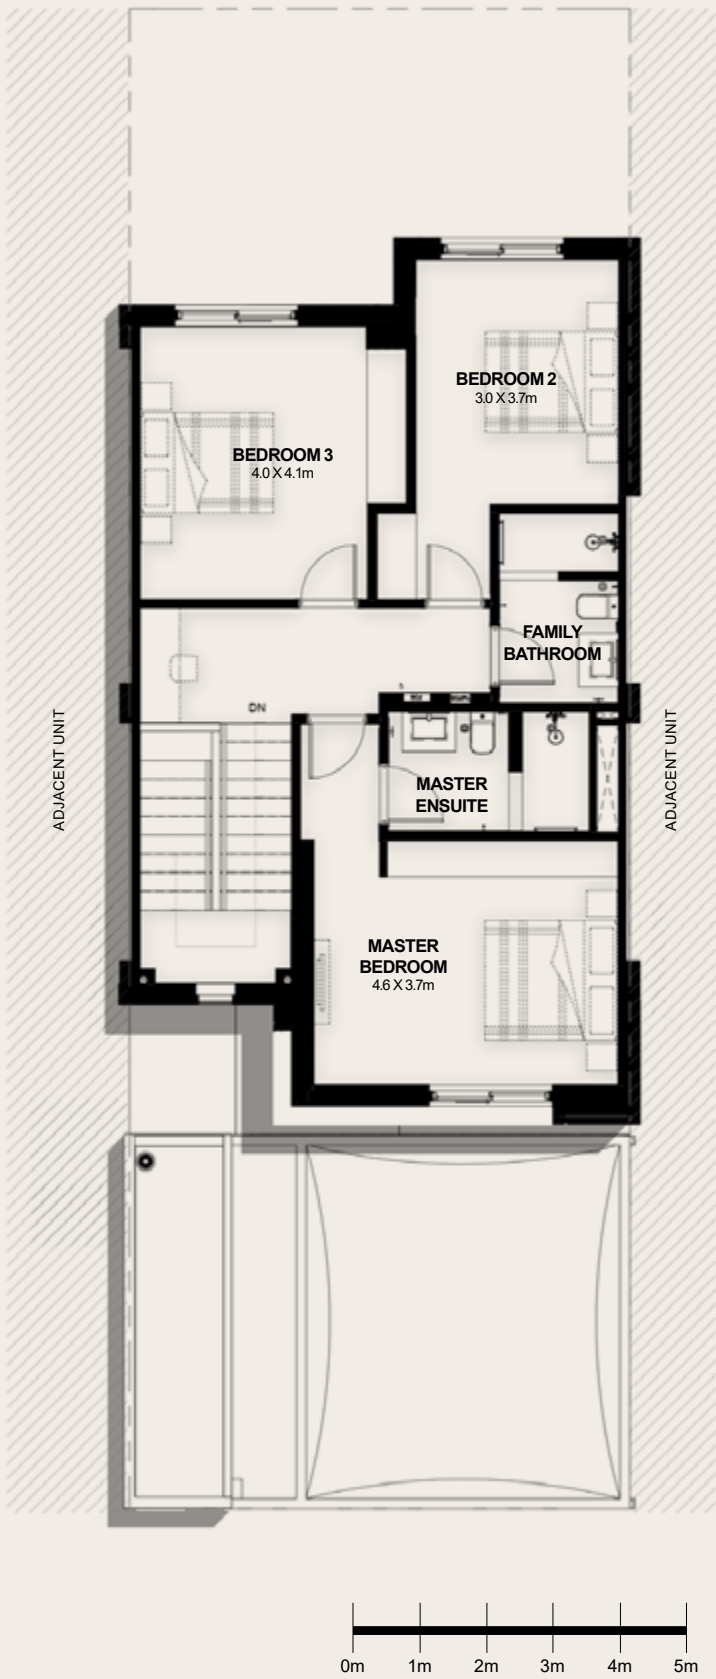 BEDROOM 2
3.0 X 3.7m
BEDROOM 3
4.0 X 4.1m
FAMILY
BATHROOM
DN
ADJACENT UNIT
ADJACENT UNIT
MASTER
ENSUITE
MASTER
BEDROOM
4.6 X 3.7m
0m 1m 2m 3m 4m 5m